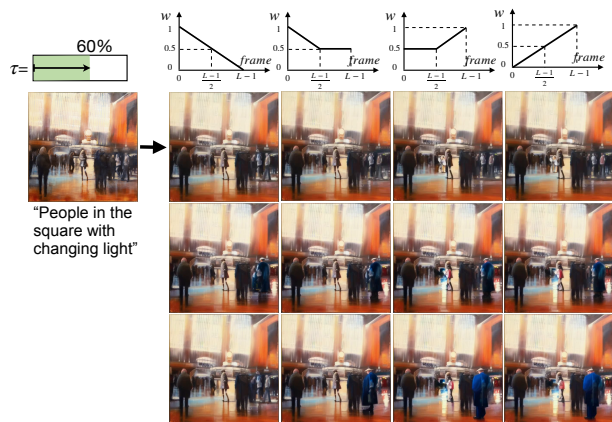 w
w
w
w
60%
1
1
1
1
τ=
0.5
0.5
0.5
0.5
frame
frame
frame
frame
0
L−1
2
L−1
0
L−1
2
L−1
0
L−1
2
L−1
0
L−1
2
L−1
“People in the
square with
changing light”